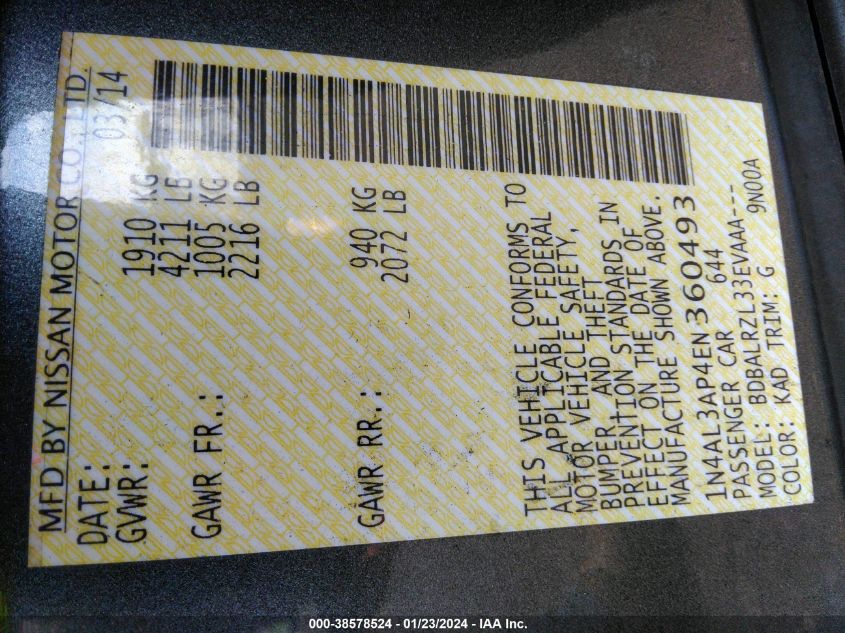 MFD BY NISSAN MOTOR CO., LTD
DATE: 03/14
GVWR: 1910 KG
4211 LB
GAWR FR.: 1005 KG
2216 LB
GAWR RR.: 940 KG
2072 LB
THIS VEHICLE CONFORMS TO
ALL APPLICABLE FEDERAL
MOTOR VEHICLE SAFETY,
BUMPER, AND THEFT
PREVENTION STANDARDS IN
EFFECT ON THE DATE OF
MANUFACTURE SHOWN ABOVE.
1N4AL3AP4EN360493
PASSENGER CAR 644
MODEL: BDBALRZL33EVAAA---
COLOR: KAD TRIM: G 9N00A
000-38578524 - 01/23/2024 - IAA Inc.